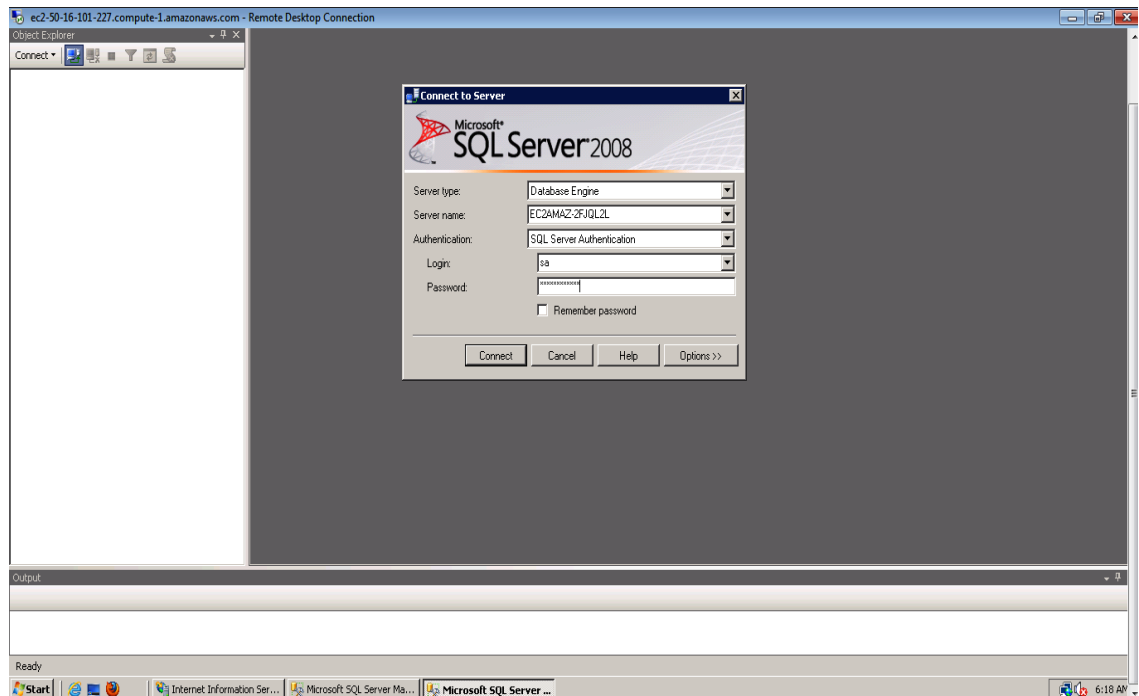 ec2-50-16-101-227.compute-1.amazonaws.com - Remote Desktop Connection
Object Explorer
Connect
Connect to Server
Microsoft®
SQL Server® 2008
Server type: Database Engine
Server name: EC2AMAZ-2FJQL2L
Authentication: SQL Server Authentication
Login: sa
Password: ************
Remember password
Connect Cancel Help Options >>
Output
Ready
Start Internet Information Ser... Microsoft SQL Server Ma... Microsoft SQL Server ... 6:18 AM